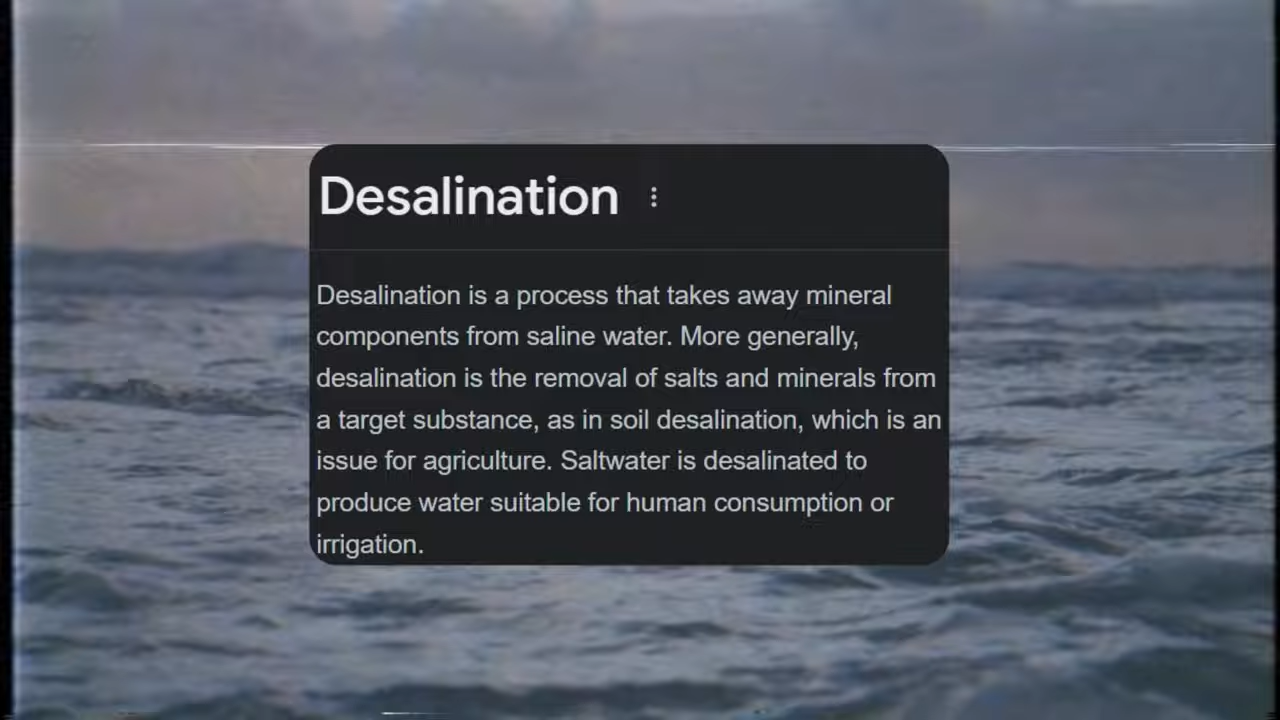 Desalination
Desalination is a process that takes away mineral
components from saline water. More generally,
desalination is the removal of salts and minerals from
a target substance, as in soil desalination, which is an
issue for agriculture. Saltwater is desalinated to
produce water suitable for human consumption or
irrigation.